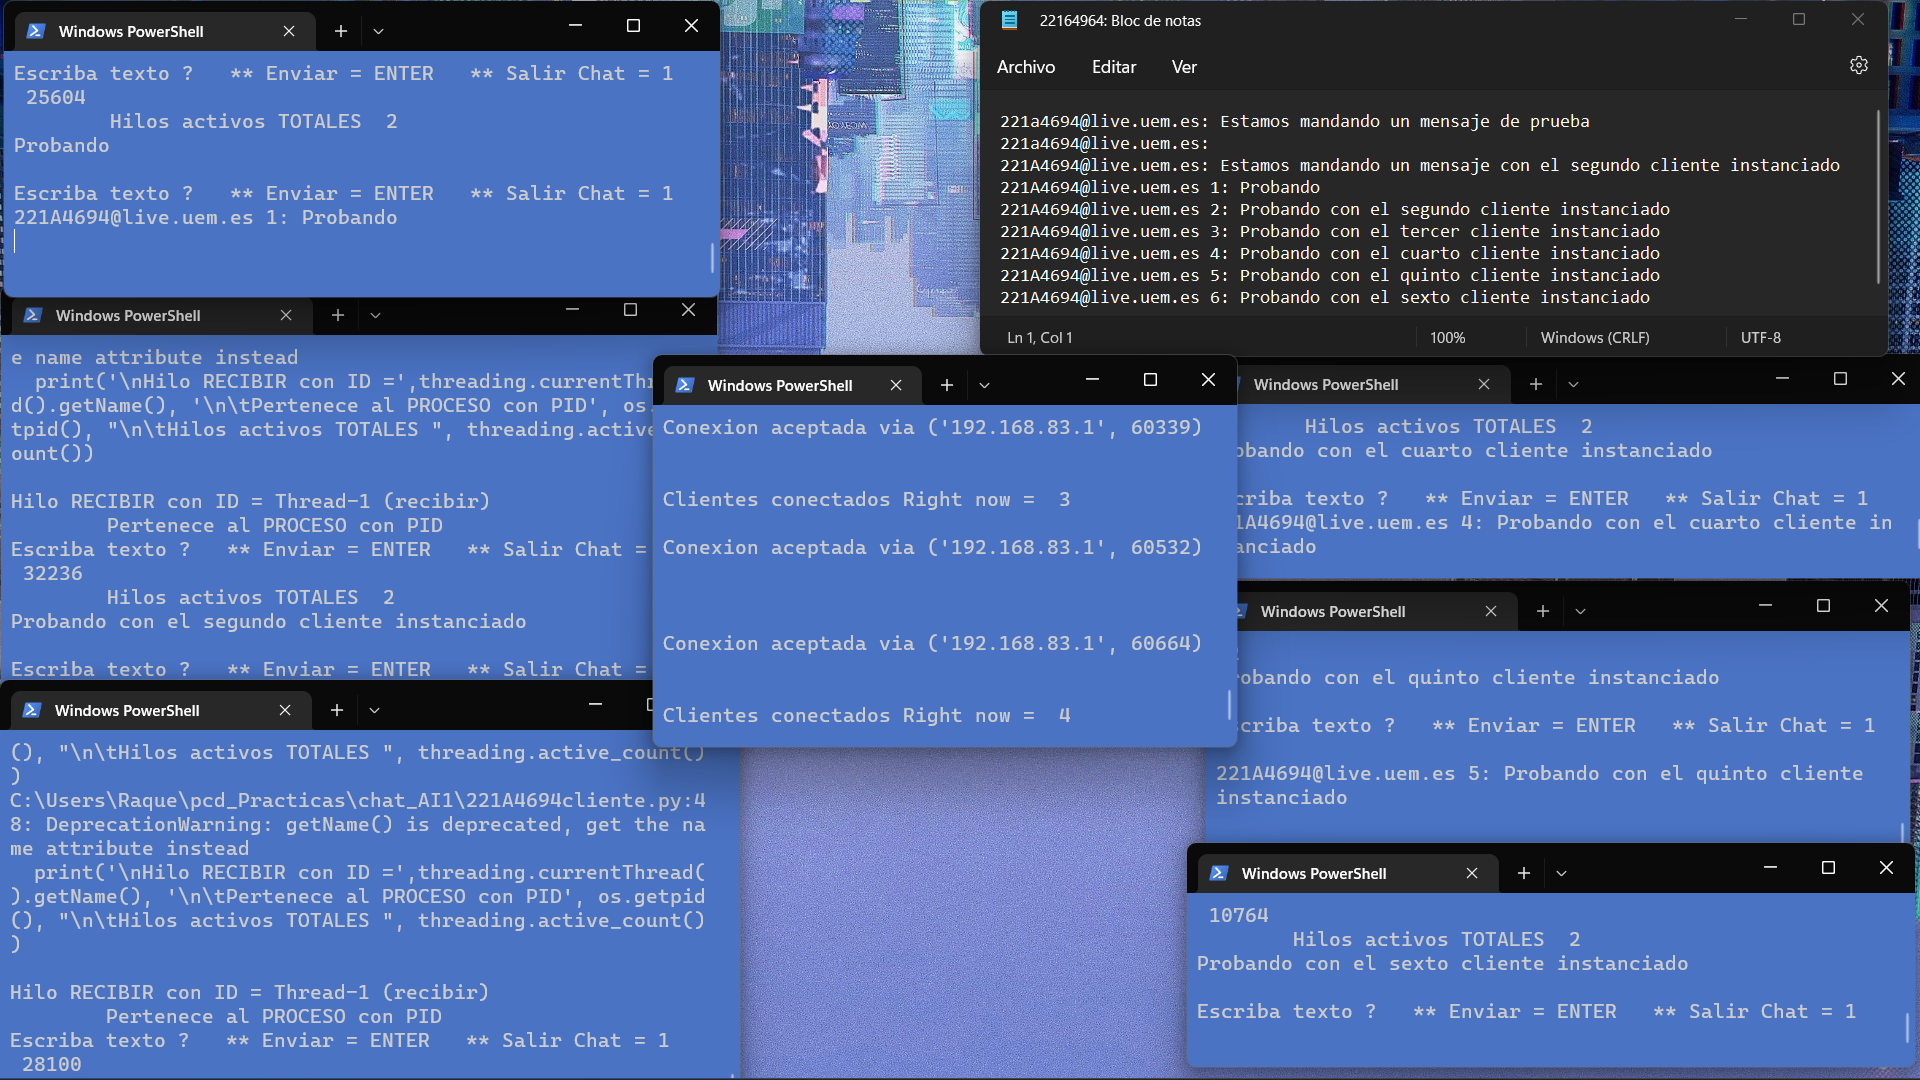 Windows PowerShell
Escriba texto ?   ** Enviar = ENTER   ** Salir Chat = 1
 25604
        Hilos activos TOTALES  2
Probando
Escriba texto ?   ** Enviar = ENTER   ** Salir Chat = 1
221A4694@live.uem.es 1: Probando
22164964: Bloc de notas
Archivo   Editar   Ver
221a4694@live.uem.es: Estamos mandando un mensaje de prueba
221a4694@live.uem.es:
221A4694@live.uem.es: Estamos mandando un mensaje con el segundo cliente instanciado
221A4694@live.uem.es 1: Probando
221A4694@live.uem.es 2: Probando con el segundo cliente instanciado
221A4694@live.uem.es 3: Probando con el tercer cliente instanciado
221A4694@live.uem.es 4: Probando con el cuarto cliente instanciado
221A4694@live.uem.es 5: Probando con el quinto cliente instanciado
221A4694@live.uem.es 6: Probando con el sexto cliente instanciado
Ln 1, Col 1   100%   Windows (CRLF)   UTF-8
Windows PowerShell
e name attribute instead
  print('\nHilo RECIBIR con ID =',threading.currentThr
d().getName(), '\n\tPertenece al PROCESO con PID', os.
tpid(), "\n\tHilos activos TOTALES ", threading.active
ount())
Hilo RECIBIR con ID = Thread-1 (recibir)
        Pertenece al PROCESO con PID
Escriba texto ?   ** Enviar = ENTER   ** Salir Chat =
 32236
        Hilos activos TOTALES  2
Probando con el segundo cliente instanciado
Escriba texto ?   ** Enviar = ENTER   ** Salir Chat =
Windows PowerShell
Conexion aceptada via ('192.168.83.1', 60339)
Clientes conectados Right now =  3
Conexion aceptada via ('192.168.83.1', 60532)
Conexion aceptada via ('192.168.83.1', 60664)
Clientes conectados Right now =  4
Windows PowerShell
Hilos activos TOTALES  2
obando con el cuarto cliente instanciado
criba texto ?   ** Enviar = ENTER   ** Salir Chat = 1
1A4694@live.uem.es 4: Probando con el cuarto cliente in
anciado
Windows PowerShell
obando con el quinto cliente instanciado
criba texto ?   ** Enviar = ENTER   ** Salir Chat = 1
221A4694@live.uem.es 5: Probando con el quinto cliente
instanciado
Windows PowerShell
(), "\n\tHilos activos TOTALES ", threading.active_count()
)
C:\Users\Raque\pcd_Practicas\chat_AI1\221A4694cliente.py:4
8: DeprecationWarning: getName() is deprecated, get the na
me attribute instead
  print('\nHilo RECIBIR con ID =',threading.currentThread(
).getName(), '\n\tPertenece al PROCESO con PID', os.getpid
(), "\n\tHilos activos TOTALES ", threading.active_count()
)
Hilo RECIBIR con ID = Thread-1 (recibir)
        Pertenece al PROCESO con PID
Escriba texto ?   ** Enviar = ENTER   ** Salir Chat = 1
 28100
Windows PowerShell
 10764
        Hilos activos TOTALES  2
Probando con el sexto cliente instanciado
Escriba texto ?   ** Enviar = ENTER   ** Salir Chat = 1